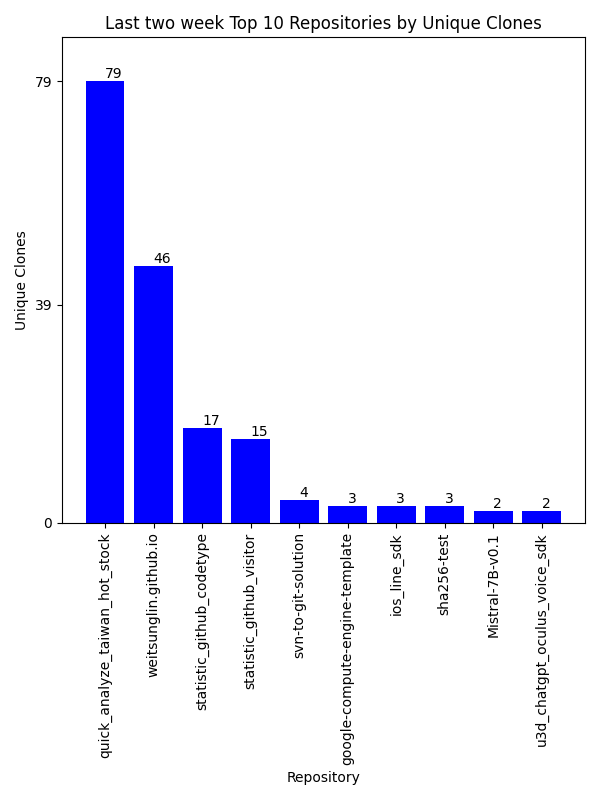 Last two week Top 10 Repositories by Unique Clones
Unique Clones
79
39
0
79
46
17
15
4
3
3
3
2
2
quick_analyze_taiwan_hot_stock
weitsunglin.github.io
statistic_github_codetype
statistic_github_visitor
svn-to-git-solution
google-compute-engine-template
ios_line_sdk
sha256-test
Mistral-7B-v0.1
u3d_chatgpt_oculus_voice_sdk
Repository